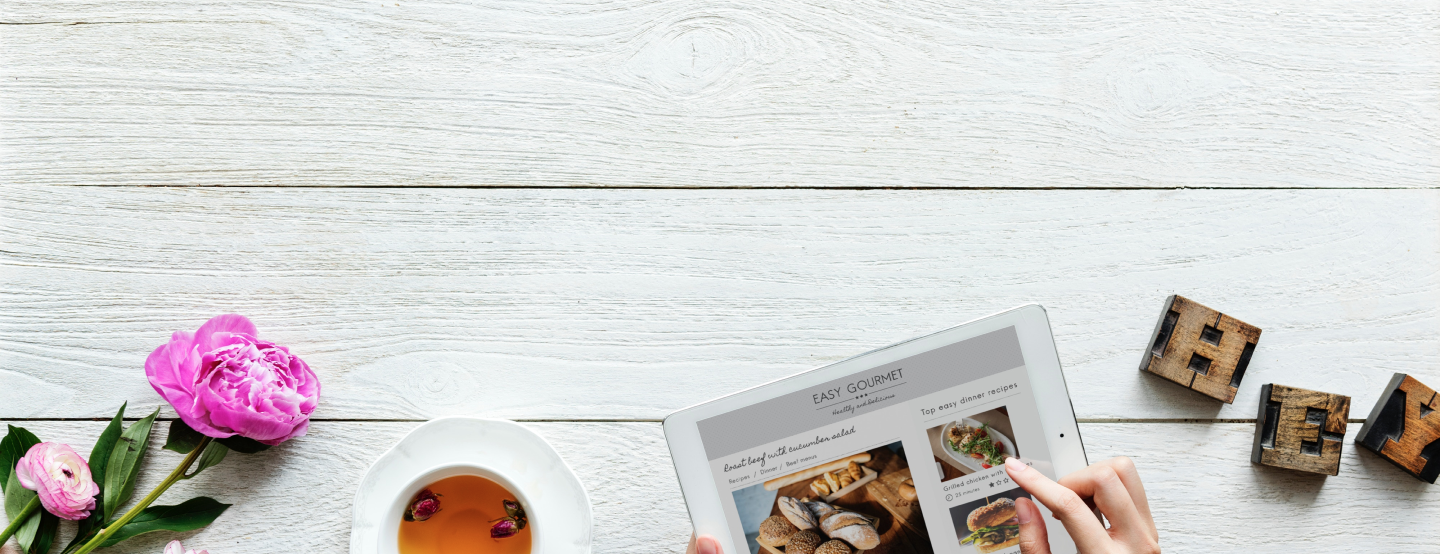 EASY GOURMET
Healthy and Delicious
Roast beef with cucumber salad
Recipes / Dinner / Beef menus
Top easy dinner recipes
Grilled chicken with
25 minutes
HEY